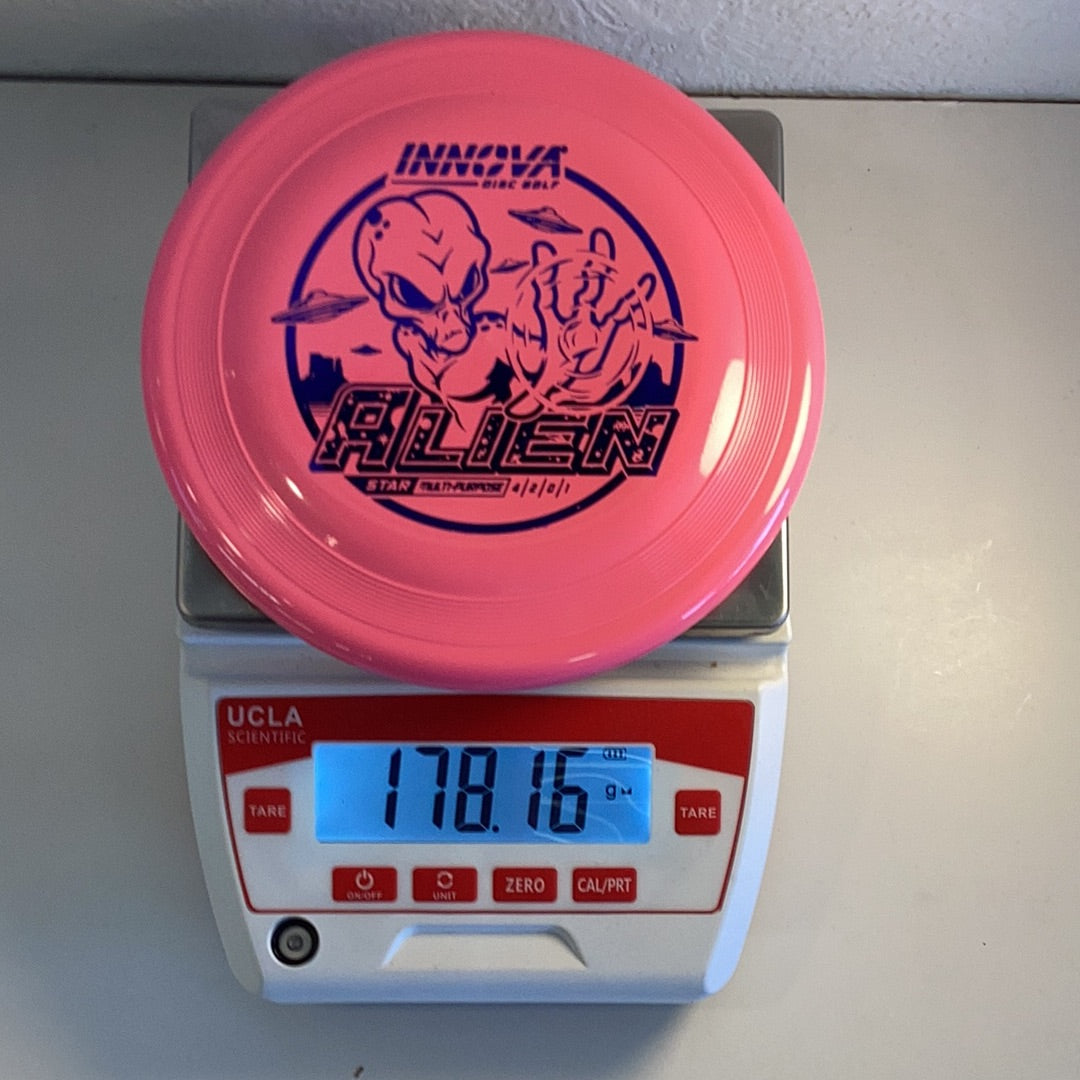 INNOVA
DISC GOLF
ALIEN
STAR MULTI-PURPOSE 4/2/0/1
UCLA
SCIENTIFIC
178.16 g
TARE
TARE
ON/OFF
UNIT
ZERO
CAL/PRT